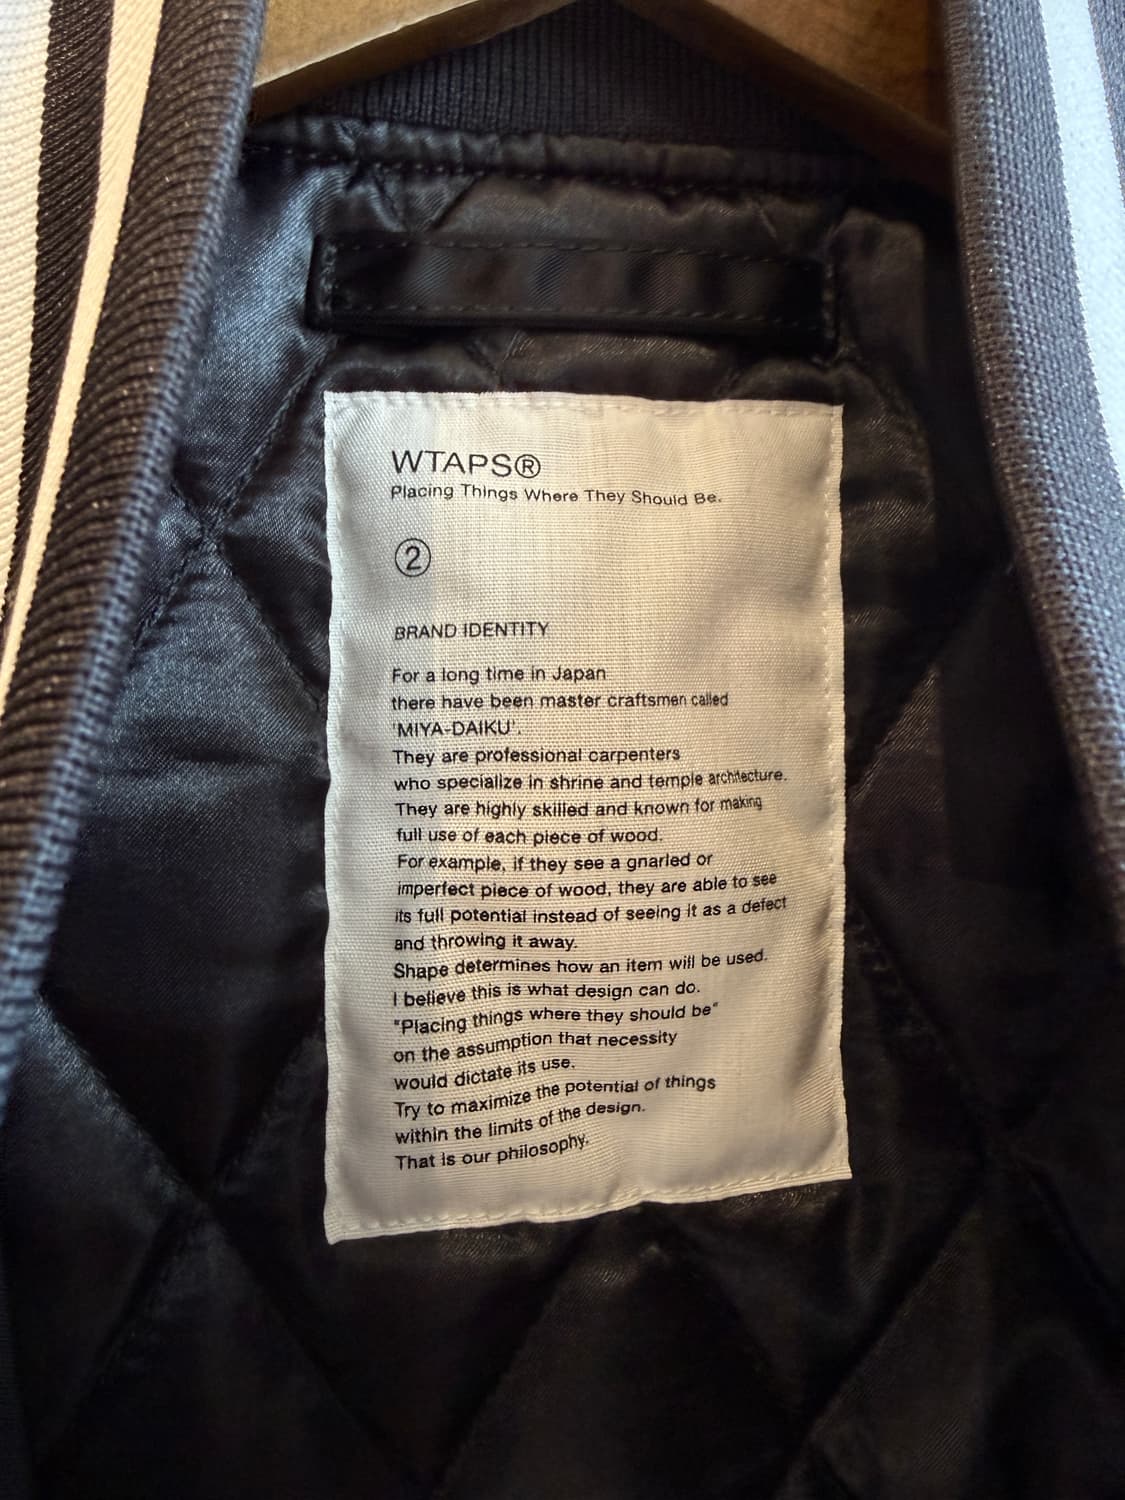 WTAPS®
Placing Things Where They Should Be.
②
BRAND IDENTITY
For a long time in Japan
there have been master craftsmen called
'MIYA-DAIKU'.
They are professional carpenters
who specialize in shrine and temple architecture.
They are highly skilled and known for making
full use of each piece of wood.
For example, if they see a gnarled or
imperfect piece of wood, they are able to see
its full potential instead of seeing it as a defect
and throwing it away.
Shape determines how an item will be used.
I believe this is what design can do.
"Placing things where they should be"
on the assumption that necessity
would dictate its use.
Try to maximize the potential of things
within the limits of the design.
That is our philosophy.